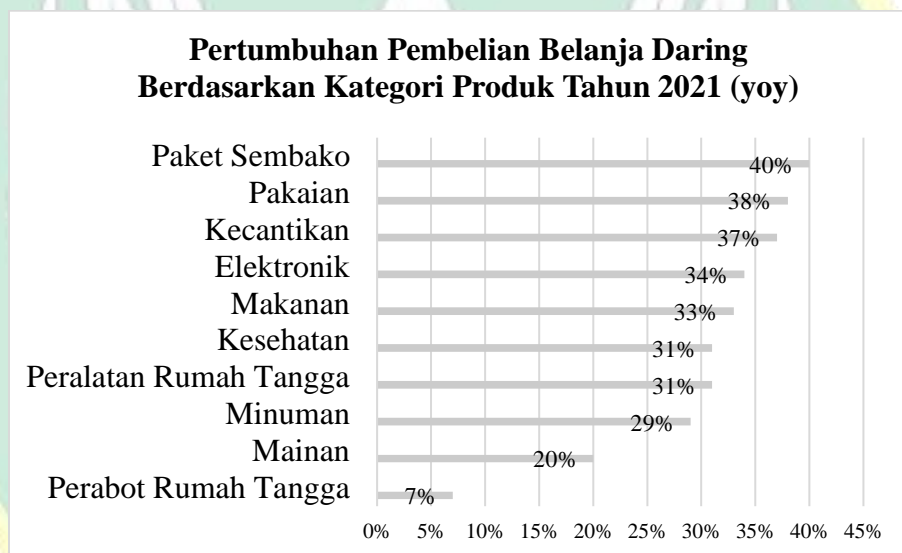 Pertumbuhan Pembelian Belanja Daring
Berdasarkan Kategori Produk Tahun 2021 (yoy)
Paket Sembako 40%
Pakaian 38%
Kecantikan 37%
Elektronik 34%
Makanan 33%
Kesehatan 31%
Peralatan Rumah Tangga 31%
Minuman 29%
Mainan 20%
Perabot Rumah Tangga 7%
0% 5% 10% 15% 20% 25% 30% 35% 40% 45%